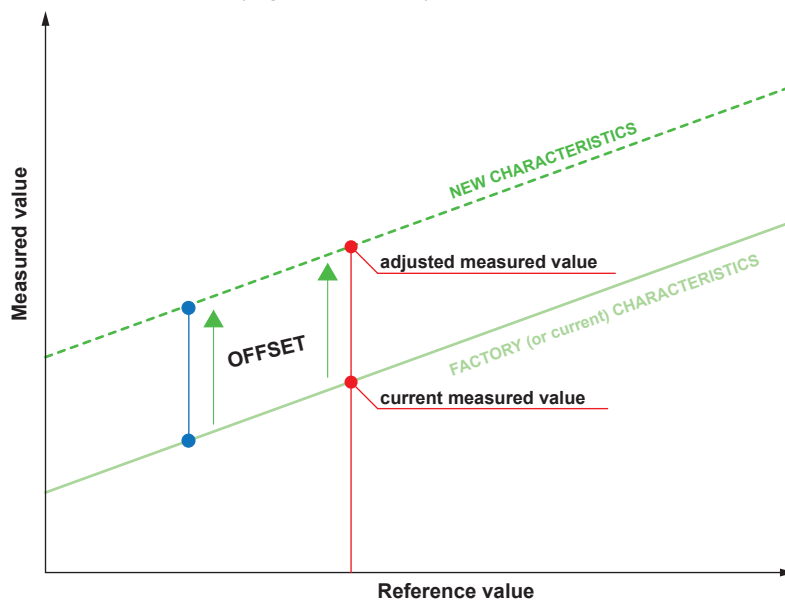 Measured value
NEW CHARACTERISTICS
adjusted measured value
OFFSET
FACTORY (or current) CHARACTERISTICS
current measured value
Reference value